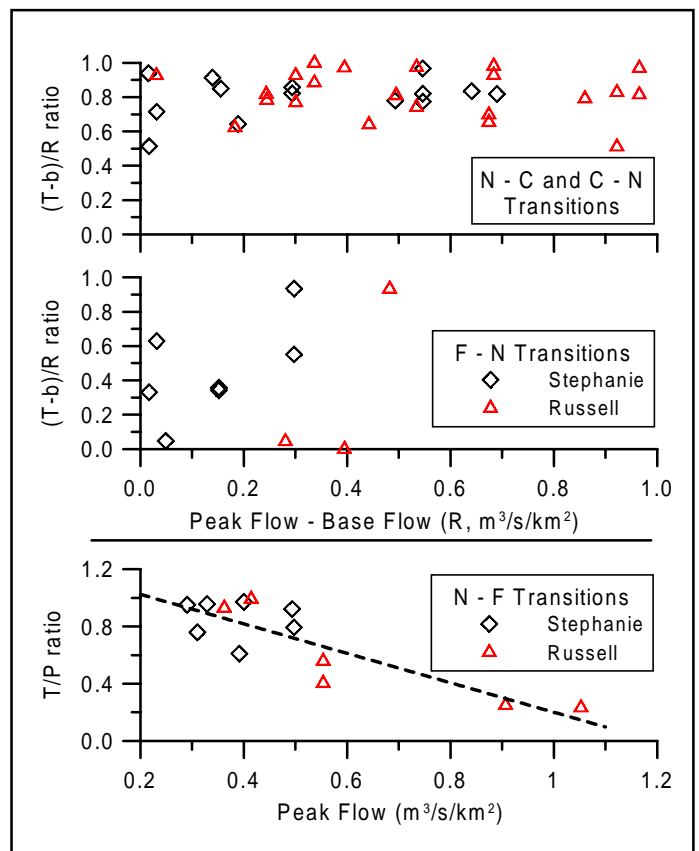 (T-b)/R ratio
1.0
0.8
0.6
0.4
0.2
0.0
N - C and C - N
Transitions
(T-b)/R ratio
1.0
0.8
0.6
0.4
0.2
0.0
F - N Transitions
Stephanie
Russell
0.0 0.2 0.4 0.6 0.8 1.0
Peak Flow - Base Flow (R, m³/s/km²)
T/P ratio
1.2
0.8
0.4
0.0
N - F Transitions
Stephanie
Russell
0.2 0.4 0.6 0.8 1 1.2
Peak Flow (m³/s/km²)